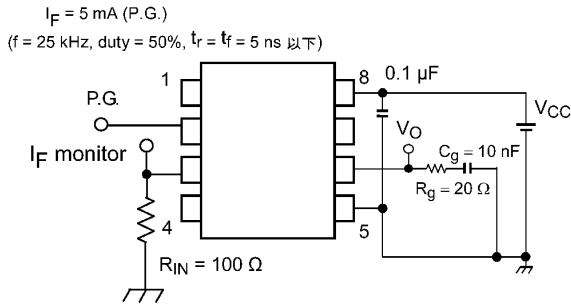 IF = 5 mA (P.G.)
(f = 25 kHz, duty = 50%, tr = tf = 5 ns 以下)
1
8
0.1 μF
P.G.
VCC
VO
IF monitor
Cg = 10 nF
Rg = 20 Ω
4
5
RIN = 100 Ω